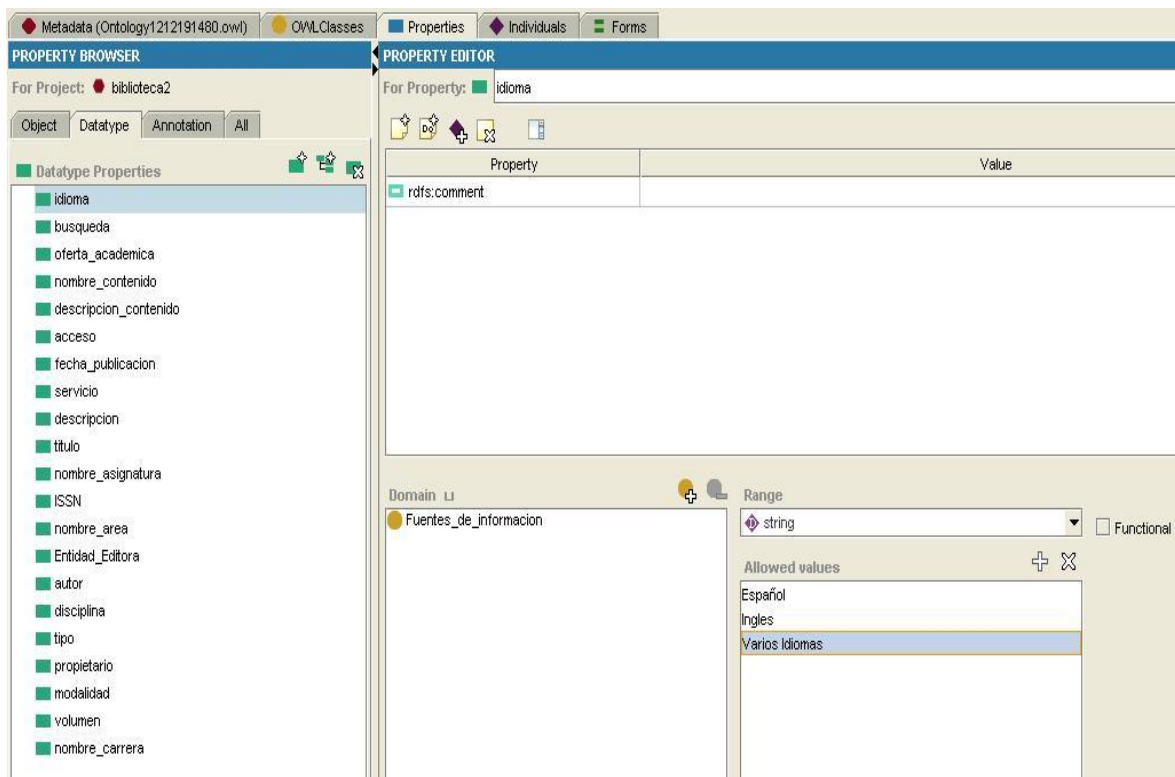 Metadata (Ontology1212191480.owl)
OWLClasses
Properties
Individuals
Forms
PROPERTY BROWSER
For Project: biblioteca2
Object
Datatype
Annotation
All
Datatype Properties
idioma
busqueda
oferta_academica
nombre_contenido
descripcion_contenido
acceso
fecha_publicacion
servicio
descripcion
titulo
nombre_asignatura
ISSN
nombre_area
Entidad_Editora
autor
disciplina
tipo
propietario
modalidad
volumen
nombre_carrera
PROPERTY EDITOR
For Property: idioma
Property Value
rdfs:comment
Domain ⊔
Fuentes_de_informacion
Range
string
Functional
Allowed values
Español
Ingles
Varios Idiomas